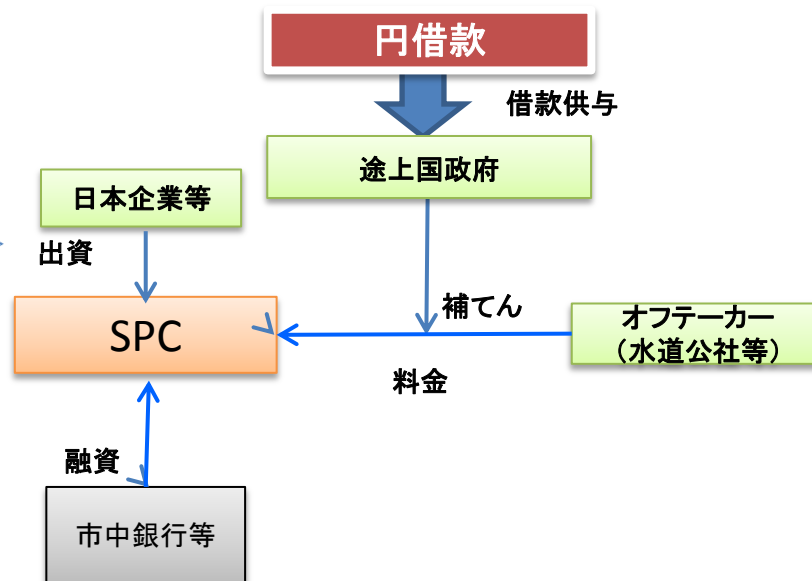 円借款
借款供与
途上国政府
日本企業等
出資
補てん
オフテーカー
（水道公社等）
SPC
料金
融資
市中銀行等